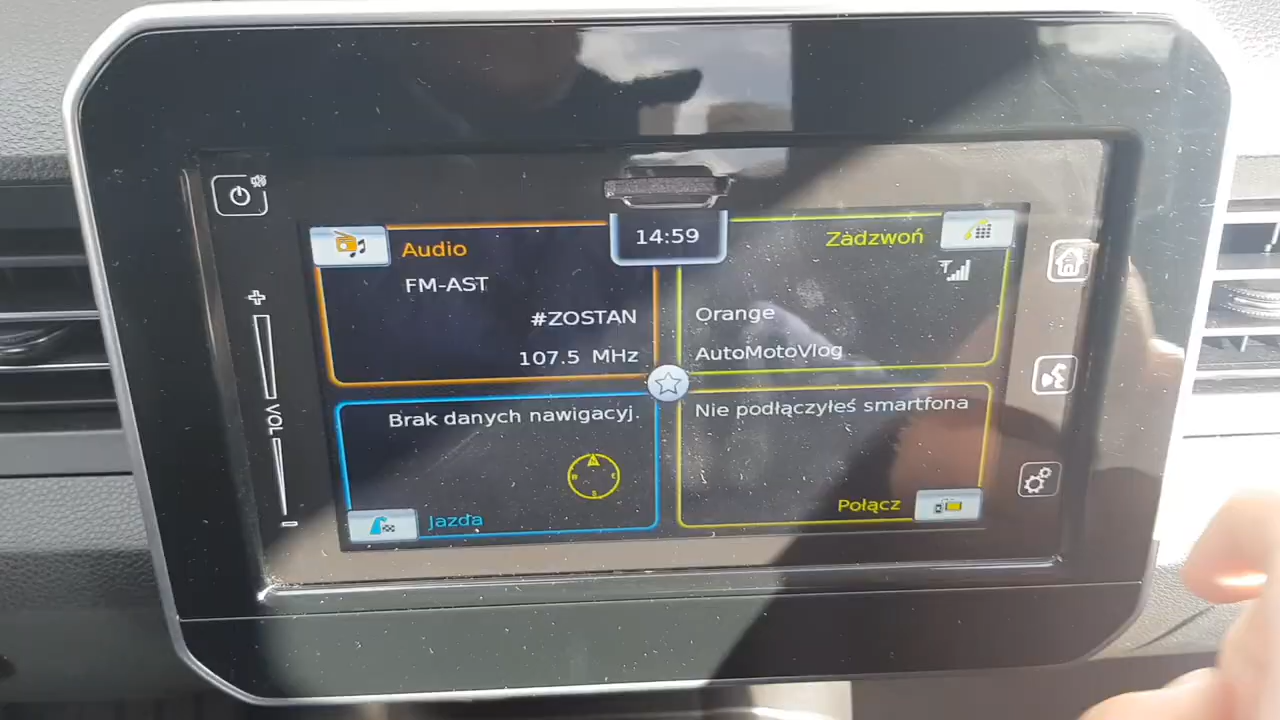 14:59
Audio
FM-AST
#ZOSTAN
107.5 MHz
Zadzwoń
Orange
AutoMotoVlog
Brak danych nawigacyj.
Jazda
Nie podłączyłeś smartfona
Połącz
VOL